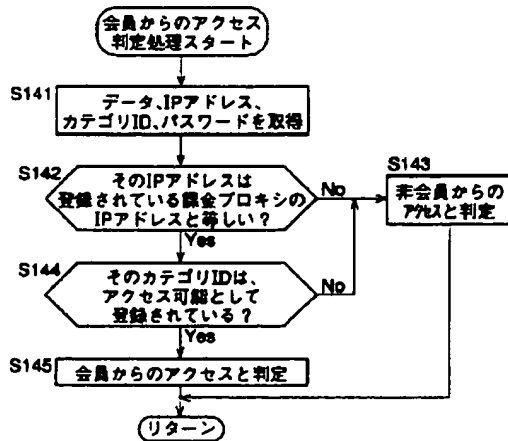 会員からのアクセス
判定処理スタート
S141
データ、IPアドレス、
カテゴリID、パスワードを取得
S142
そのIPアドレスは
登録されている課金プロキシの
IPアドレスと等しい?
No
Yes
S143
非会員からの
アクセスと判定
S144
そのカテゴリIDは、
アクセス可能として
登録されている?
No
Yes
S145
会員からのアクセスと判定
リターン